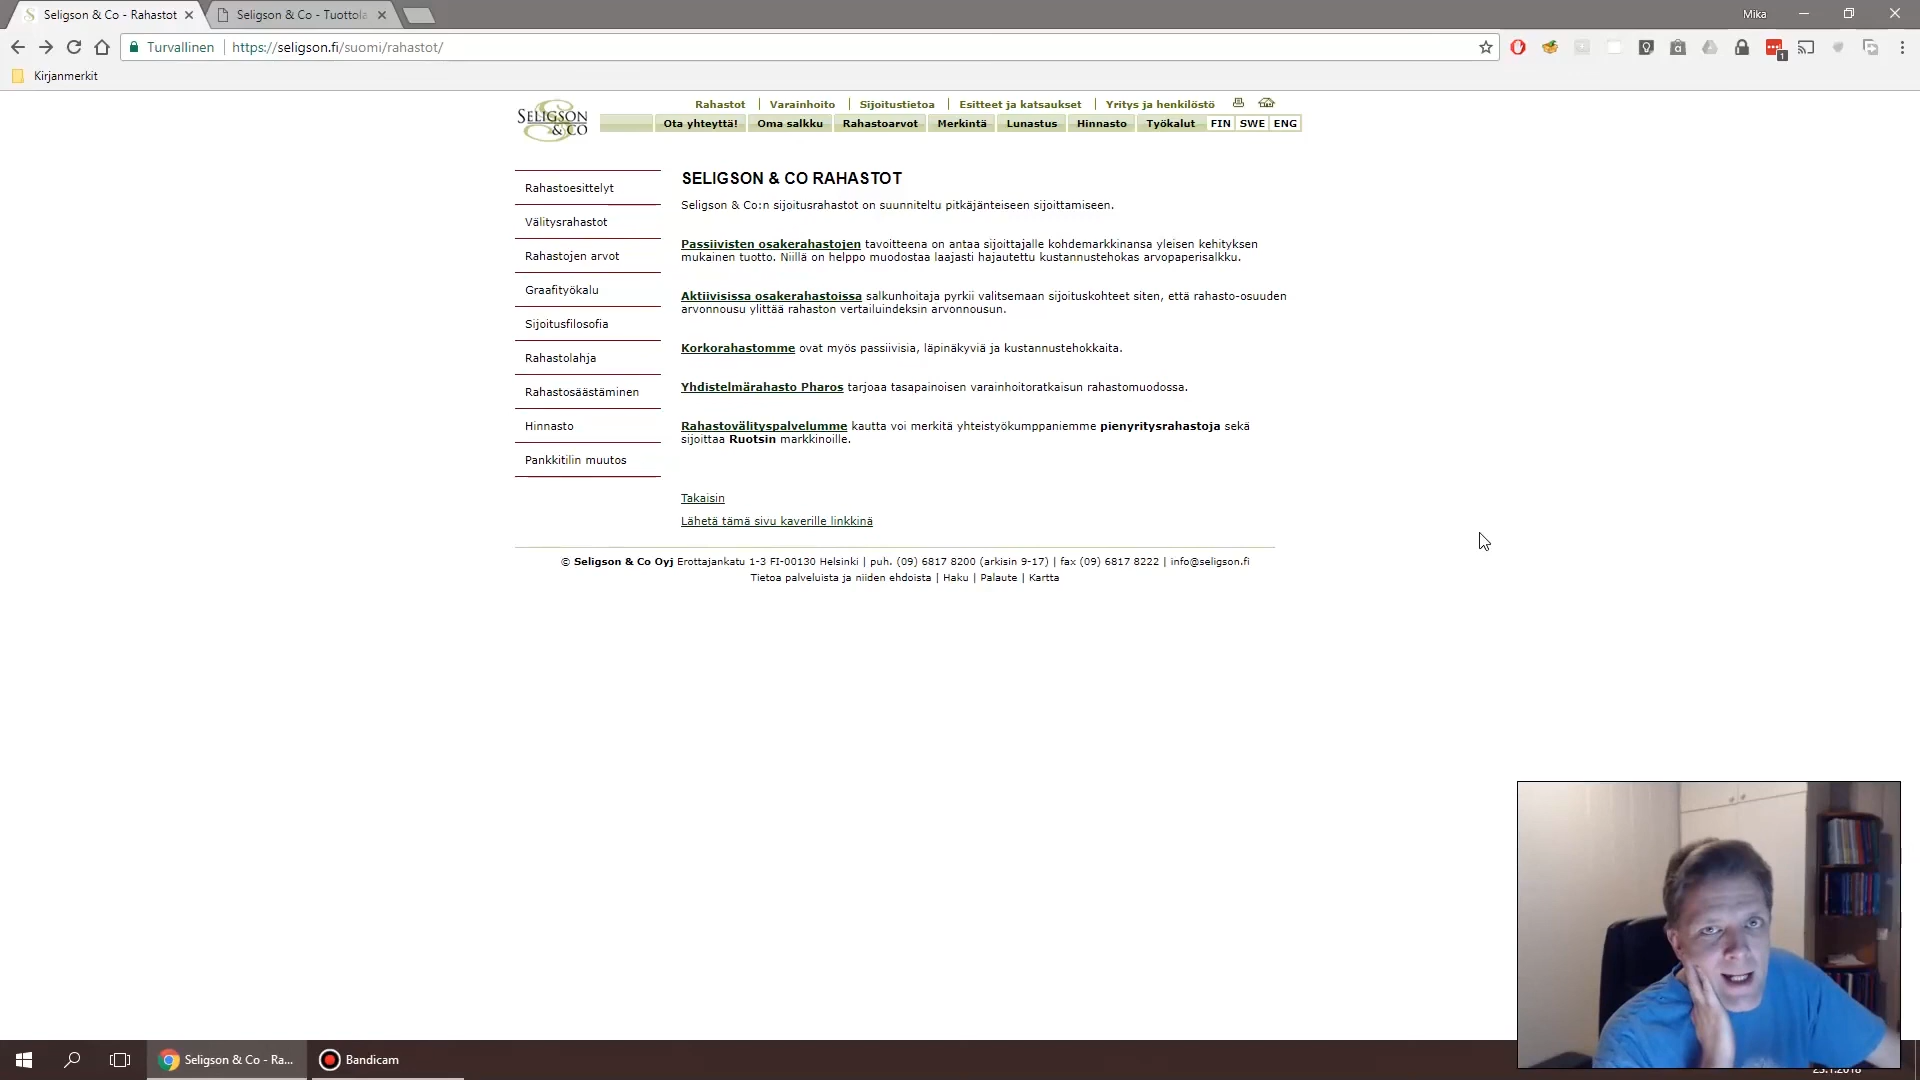 Seligson & Co - Rahastot
Seligson & Co - Tuottola
Mika
Turvallinen
https://seligson.fi/suomi/rahastot/
1
Kirjanmerkit
SELIGSON
&CO
Rahastot
Varainhoito
Sijoitustietoa
Esitteet ja katsaukset
Yritys ja henkilöstö
Ota yhteyttä!
Oma salkku
Rahastoarvot
Merkintä
Lunastus
Hinnasto
Työkalut
FIN
SWE
ENG
Rahastoesittelyt
Välitysrahastot
Rahastojen arvot
Graafityökalu
Sijoitusfilosofia
Rahastolahja
Rahastosäästäminen
Hinnasto
Pankkitilin muutos
SELIGSON & CO RAHASTOT
Seligson & Co:n sijoitusrahastot on suunniteltu pitkäjänteiseen sijoittamiseen.
Passiivisten osakerahastojen tavoitteena on antaa sijoittajalle kohdemarkkinansa yleisen kehityksen
mukainen tuotto. Niillä on helppo muodostaa laajasti hajautettu kustannustehokas arvopaperisalkku.
Aktiivisissa osakerahastoissa salkunhoitaja pyrkii valitsemaan sijoituskohteet siten, että rahasto-osuuden
arvonnousu ylittää rahaston vertailuindeksin arvonnousun.
Korkorahastomme ovat myös passiivisia, läpinäkyviä ja kustannustehokkaita.
Yhdistelmärahasto Pharos tarjoaa tasapainoisen varainhoitoratkaisun rahastomuodossa.
Rahastovälityspalvelumme kautta voi merkitä yhteistyökumppaniemme pienyritysrahastoja sekä
sijoittaa Ruotsin markkinoille.
Takaisin
Lähetä tämä sivu kaverille linkkinä
© Seligson & Co Oyj Erottajankatu 1-3 FI-00130 Helsinki | puh. (09) 6817 8200 (arkisin 9-17) | fax (09) 6817 8222 | info@seligson.fi
Tietoa palveluista ja niiden ehdoista | Haku | Palaute | Kartta
Seligson & Co - Ra...
Bandicam